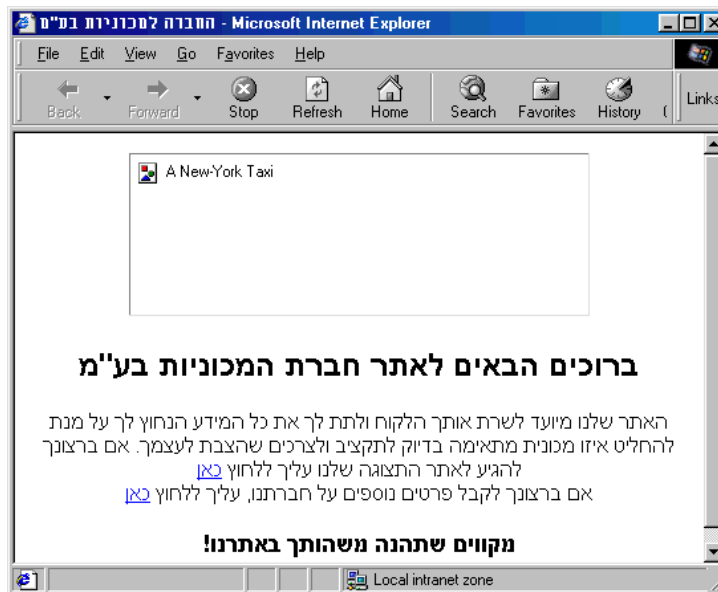 החברה למכוניות בע"מ - Microsoft Internet Explorer
File Edit View Go Favorites Help
Back Forward Stop Refresh Home Search Favorites History Links
A New-York Taxi
ברוכים הבאים לאתר חברת המכוניות בע''מ
האתר שלנו מיועד לשרת אותך הלקוח ולתת לך את כל המידע הנחוץ לך על מנת
להחליט איזו מכונית מתאימה בדיוק לתקציב ולצרכים שהצבת לעצמך. אם ברצונך
להגיע לאתר התצוגה שלנו עליך ללחוץ כאן
אם ברצונך לקבל פרטים נוספים על חברתנו, עליך ללחוץ כאן
מקווים שתהנה משהותך באתרנו!
Local intranet zone